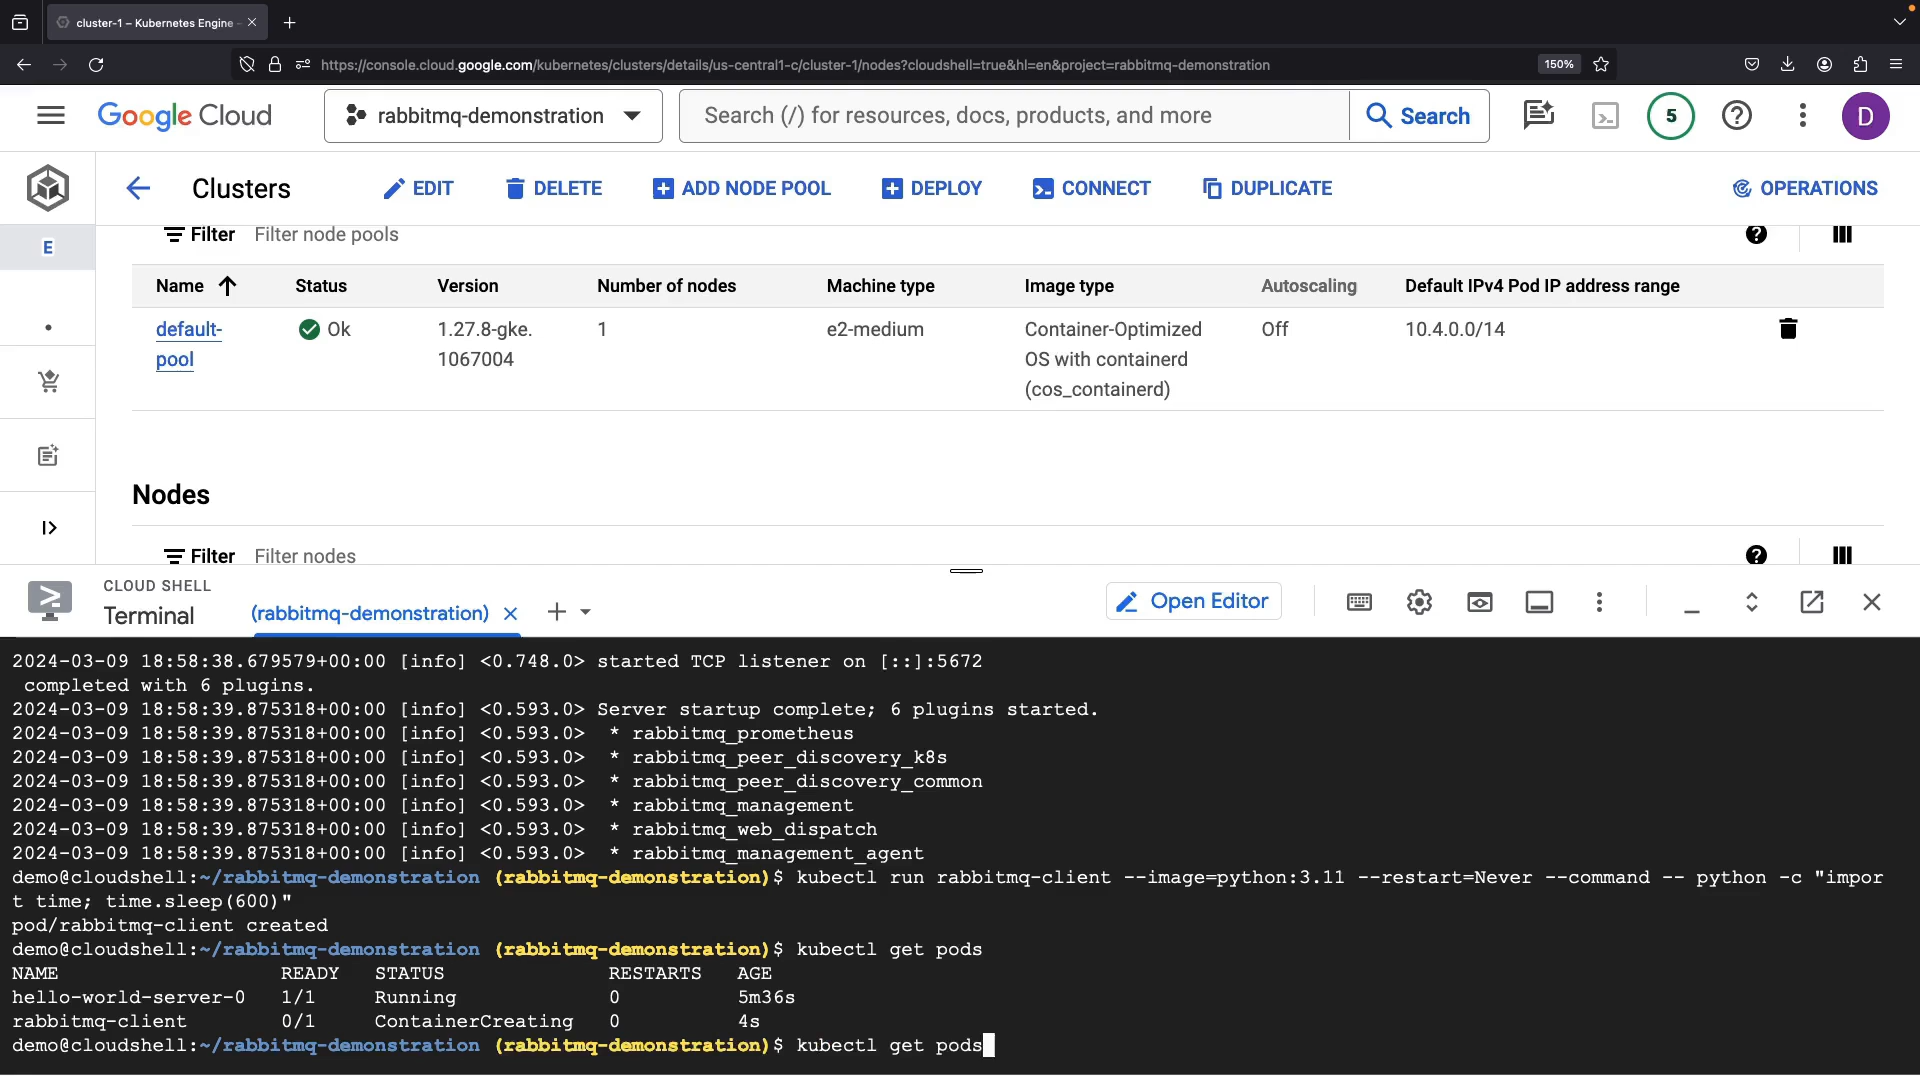 cluster-1 – Kubernetes Engine
https://console.cloud.google.com/kubernetes/clusters/details/us-central1-c/cluster-1/nodes?cloudshell=true&hl=en&project=rabbitmq-demonstration
150%
Google Cloud
rabbitmq-demonstration
Search (/) for resources, docs, products, and more
Search
5
D
Clusters
EDIT
DELETE
ADD NODE POOL
DEPLOY
CONNECT
DUPLICATE
OPERATIONS
E
Filter Filter node pools
Name Status Version Number of nodes Machine type Image type Autoscaling Default IPv4 Pod IP address range
default- Ok 1.27.8-gke. 1 e2-medium Container-Optimized Off 10.4.0.0/14
pool 1067004 OS with containerd
(cos_containerd)
Nodes
Filter Filter nodes
CLOUD SHELL
Terminal
(rabbitmq-demonstration)
Open Editor
2024-03-09 18:58:38.679579+00:00 [info] <0.748.0> started TCP listener on [::]:5672
completed with 6 plugins.
2024-03-09 18:58:39.875318+00:00 [info] <0.593.0> Server startup complete; 6 plugins started.
2024-03-09 18:58:39.875318+00:00 [info] <0.593.0>  * rabbitmq_prometheus
2024-03-09 18:58:39.875318+00:00 [info] <0.593.0>  * rabbitmq_peer_discovery_k8s
2024-03-09 18:58:39.875318+00:00 [info] <0.593.0>  * rabbitmq_peer_discovery_common
2024-03-09 18:58:39.875318+00:00 [info] <0.593.0>  * rabbitmq_management
2024-03-09 18:58:39.875318+00:00 [info] <0.593.0>  * rabbitmq_web_dispatch
2024-03-09 18:58:39.875318+00:00 [info] <0.593.0>  * rabbitmq_management_agent
demo@cloudshell:~/rabbitmq-demonstration (rabbitmq-demonstration)$ kubectl run rabbitmq-client --image=python:3.11 --restart=Never --command -- python -c "impor
t time; time.sleep(600)"
pod/rabbitmq-client created
demo@cloudshell:~/rabbitmq-demonstration (rabbitmq-demonstration)$ kubectl get pods
NAME READY STATUS RESTARTS AGE
hello-world-server-0 1/1 Running 0 5m36s
rabbitmq-client 0/1 ContainerCreating 0 4s
demo@cloudshell:~/rabbitmq-demonstration (rabbitmq-demonstration)$ kubectl get pods